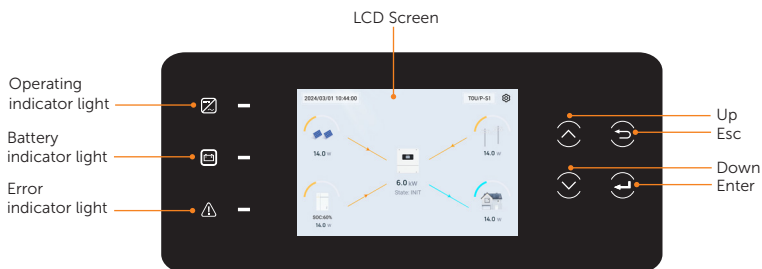 LCD Screen
Operating
indicator light
Battery
indicator light
Error
indicator light
2024/03/01 10:44:00
TOU/P-S1
14.0 w
14.0 w
6.0 kW
State: INIT
SOC:60%
14.0 w
14.0 w
Up
Esc
Down
Enter